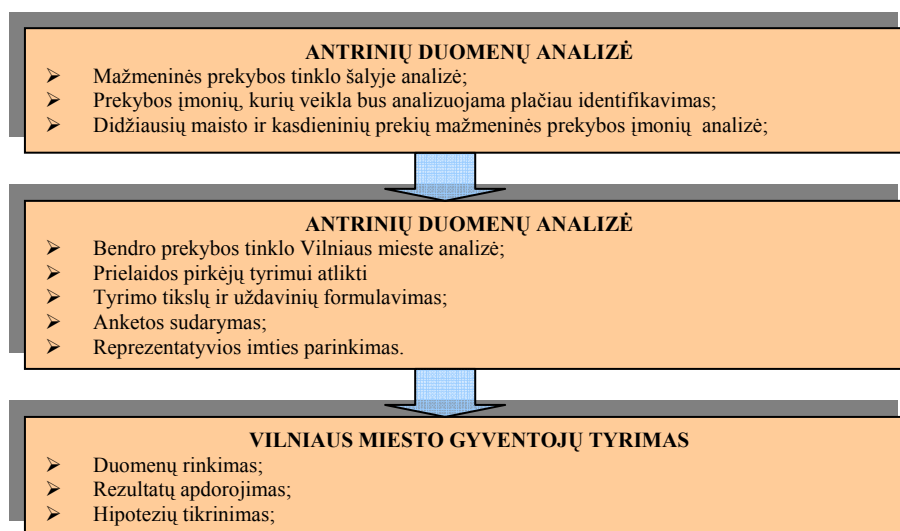 ANTRINIŲ DUOMENŲ ANALIZĖ
➢ Mažmeninės prekybos tinklo šalyje analizė;
➢ Prekybos įmonių, kurių veikla bus analizuojama plačiau identifikavimas;
➢ Didžiausių maisto ir kasdieninių prekių mažmeninės prekybos įmonių analizė;
ANTRINIŲ DUOMENŲ ANALIZĖ
➢ Bendro prekybos tinklo Vilniaus mieste analizė;
➢ Prielaidos pirkėjų tyrimui atlikti
➢ Tyrimo tikslų ir uždavinių formulavimas;
➢ Anketos sudarymas;
➢ Reprezentatyvios imties parinkimas.
VILNIAUS MIESTO GYVENTOJŲ TYRIMAS
➢ Duomenų rinkimas;
➢ Rezultatų apdorojimas;
➢ Hipotezių tikrinimas;